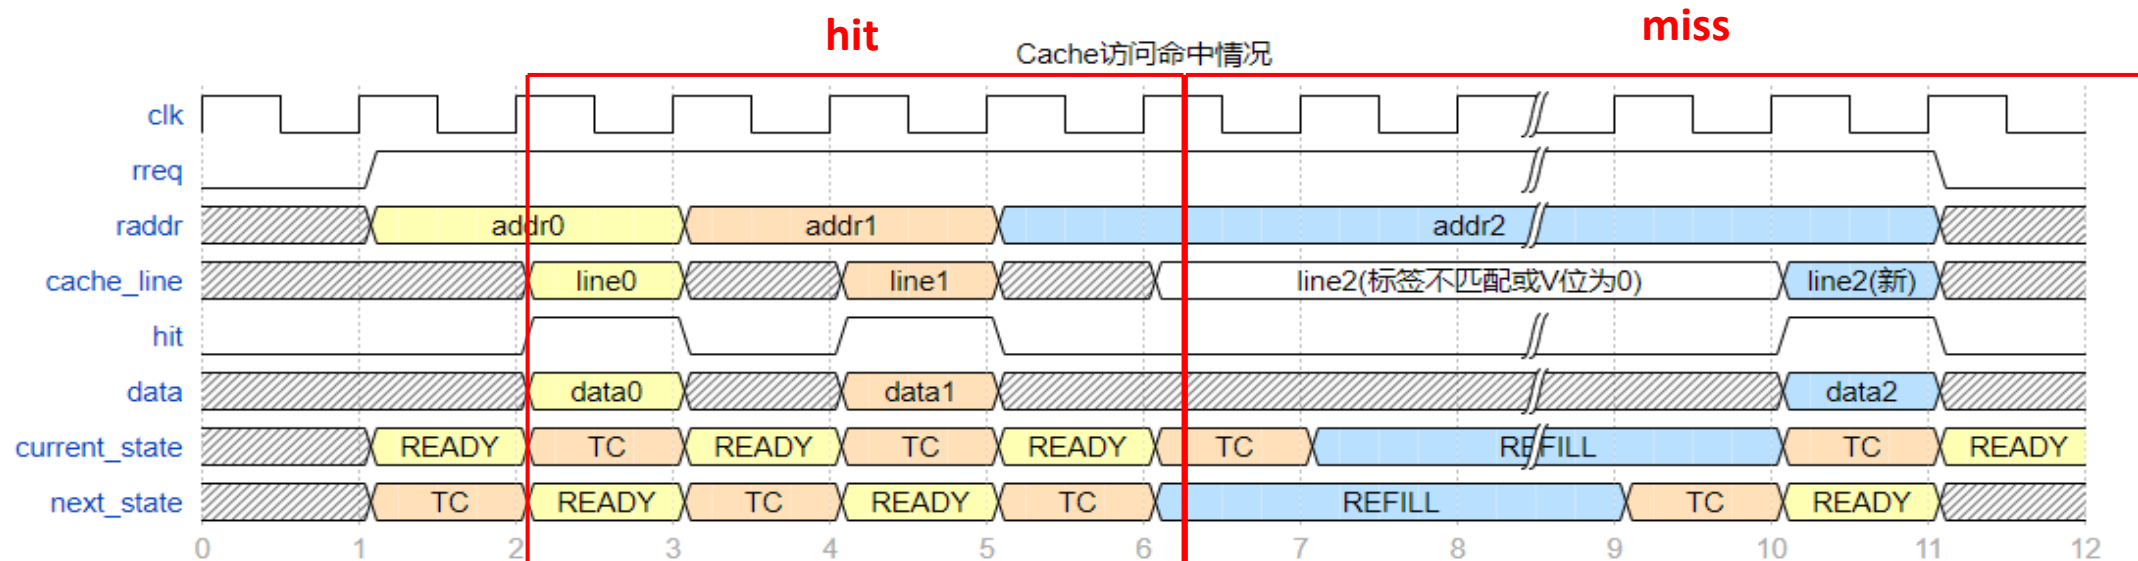 hit
miss
Cache访问命中情况
clk
rreq
raddr addr0 addr1 addr2
cache_line line0 line1 line2(标签不匹配或V位为0) line2(新)
hit
data data0 data1 data2
current_state READY TC READY TC READY TC REFILL TC READY
next_state TC READY TC READY TC REFILL TC READY
0 1 2 3 4 5 6 7 8 9 10 11 12